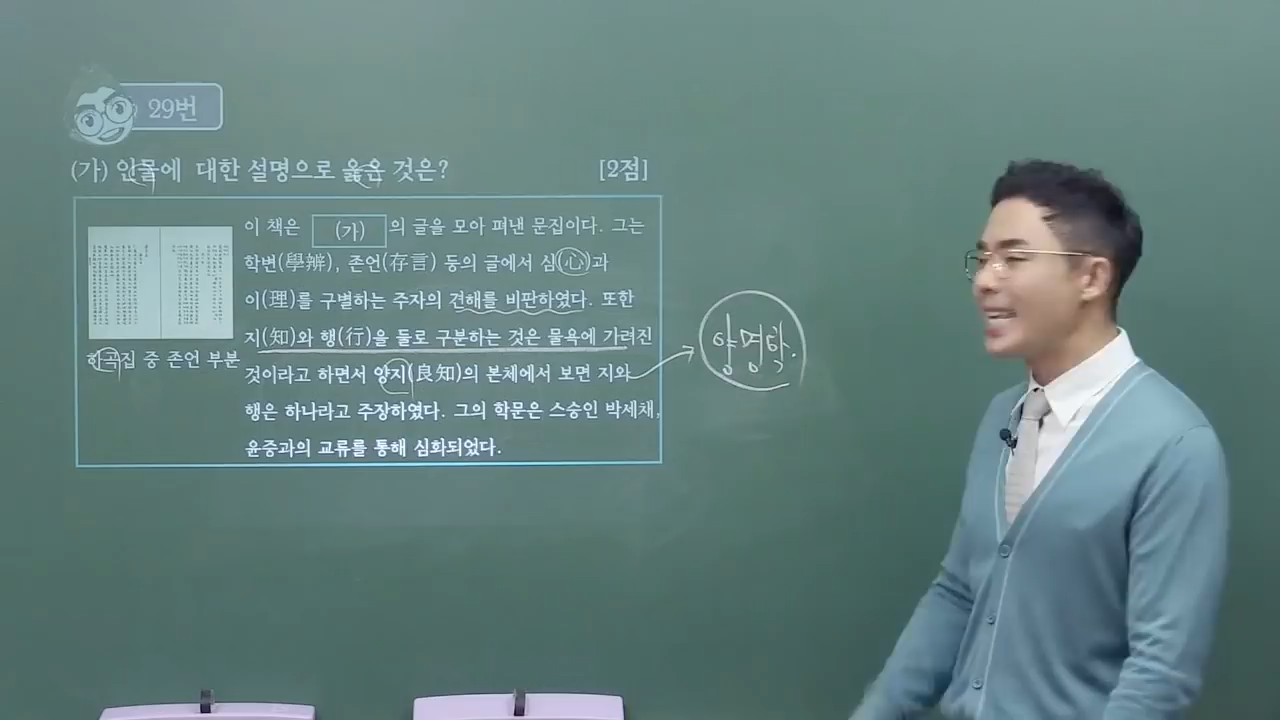 29번
(가) 인물에 대한 설명으로 옳은 것은? [2점]
이 책은 (가) 의 글을 모아 펴낸 문집이다. 그는
학변(學辨), 존언(存言) 등의 글에서 심(心)과
이(理)를 구별하는 주자의 견해를 비판하였다. 또한
지(知)와 행(行)을 둘로 구분하는 것은 물욕에 가려진
것이라고 하면서 양지(良知)의 본체에서 보면 지와
행은 하나라고 주장하였다. 그의 학문은 스승인 박세채,
윤증과의 교류를 통해 심화되었다.
하곡집 중 존언 부분
양명학.